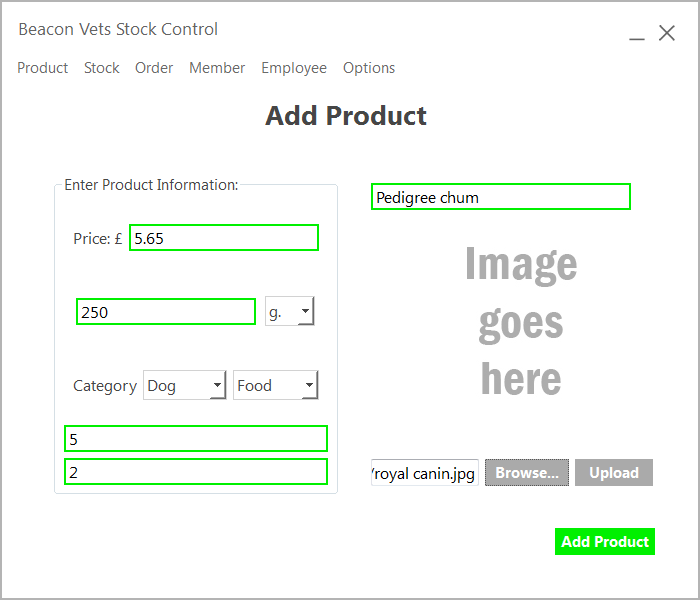 Beacon Vets Stock Control
Product Stock Order Member Employee Options
Add Product
Enter Product Information:
Price: £ 5.65
250 g.
Category Dog Food
5
2
Pedigree chum
Image
goes
here
/royal canin.jpg Browse... Upload
Add Product